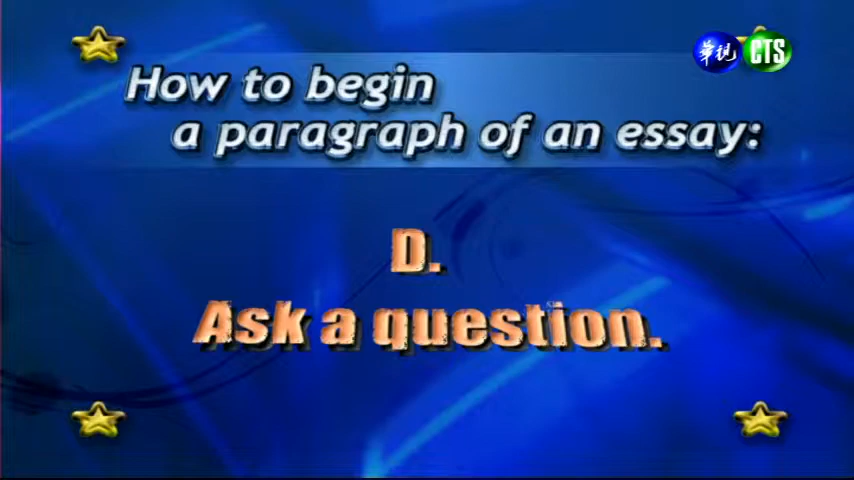 華視 CTS
How to begin
a paragraph of an essay:
D.
Ask a question.